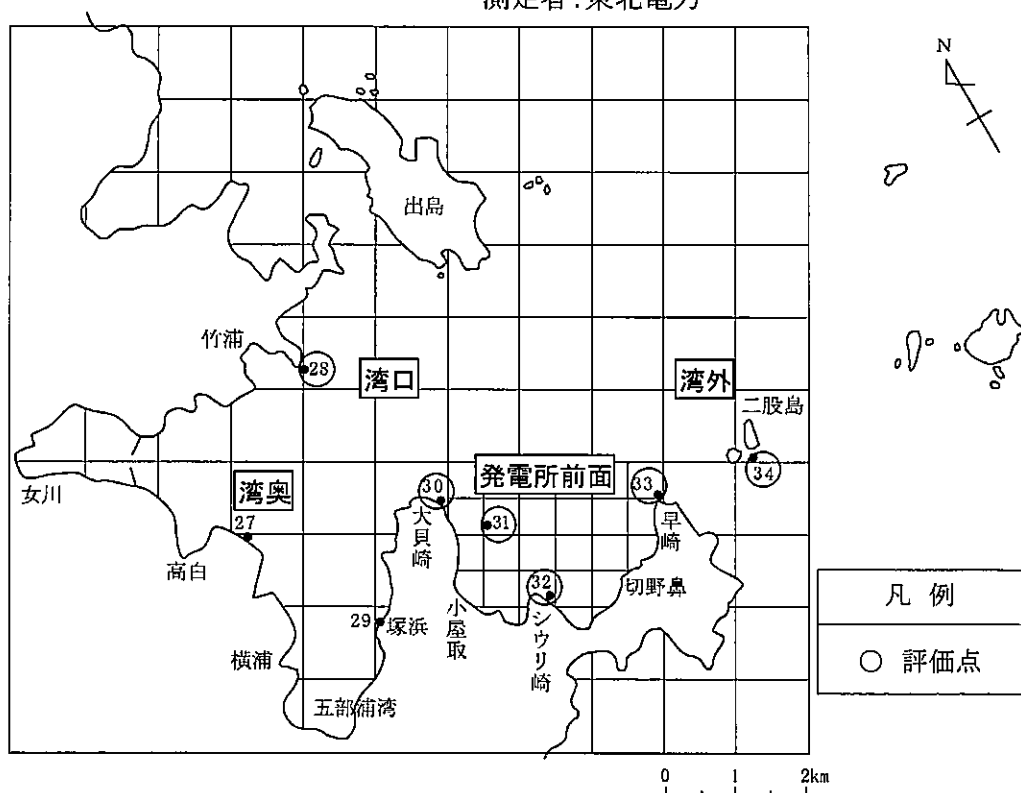 測定者:東北電力
N
出島
竹浦
28
湾口
湾外
二股島
34
発電所前面
女川
湾奥
27
30
大貝崎
31
33
早崎
高白
32
切野鼻
29
塚浜
小屋取
シウリ崎
横浦
五部浦湾
凡例
○ 評価点
0 1 2km